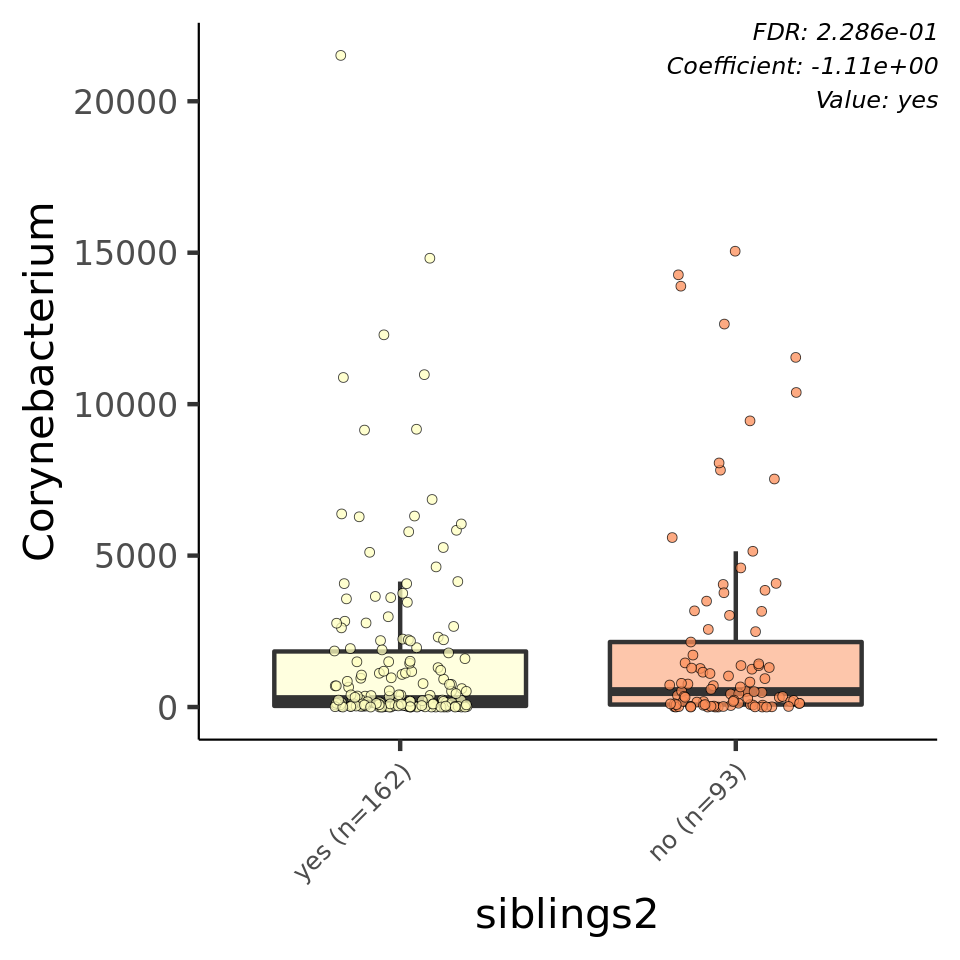 FDR: 2.286e-01
Coefficient: -1.11e+00
Value: yes
Corynebacterium
20000
15000
10000
5000
0
yes (n=162)
no (n=93)
siblings2